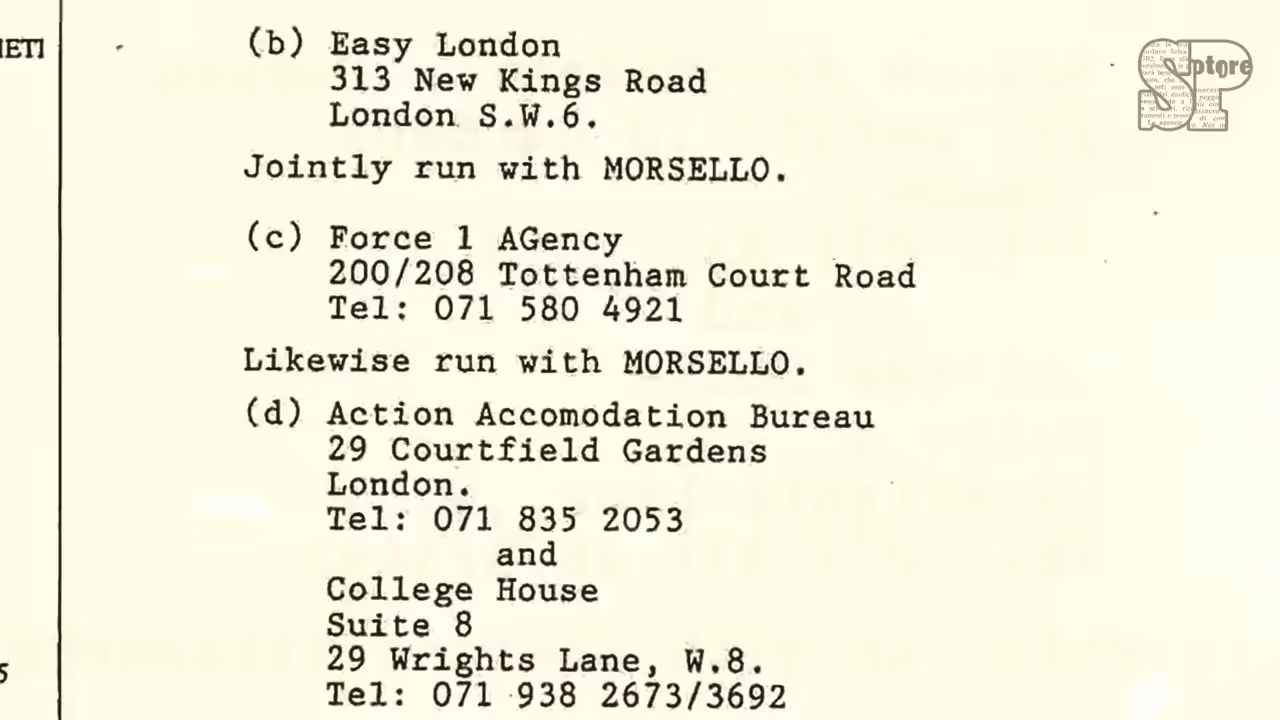 (b) Easy London
313 New Kings Road
London S.W.6.
Jointly run with MORSELLO.
(c) Force 1 AGency
200/208 Tottenham Court Road
Tel: 071 580 4921
Likewise run with MORSELLO.
(d) Action Accomodation Bureau
29 Courtfield Gardens
London.
Tel: 071 835 2053
and
College House
Suite 8
29 Wrights Lane, W.8.
Tel: 071 938 2673/3692